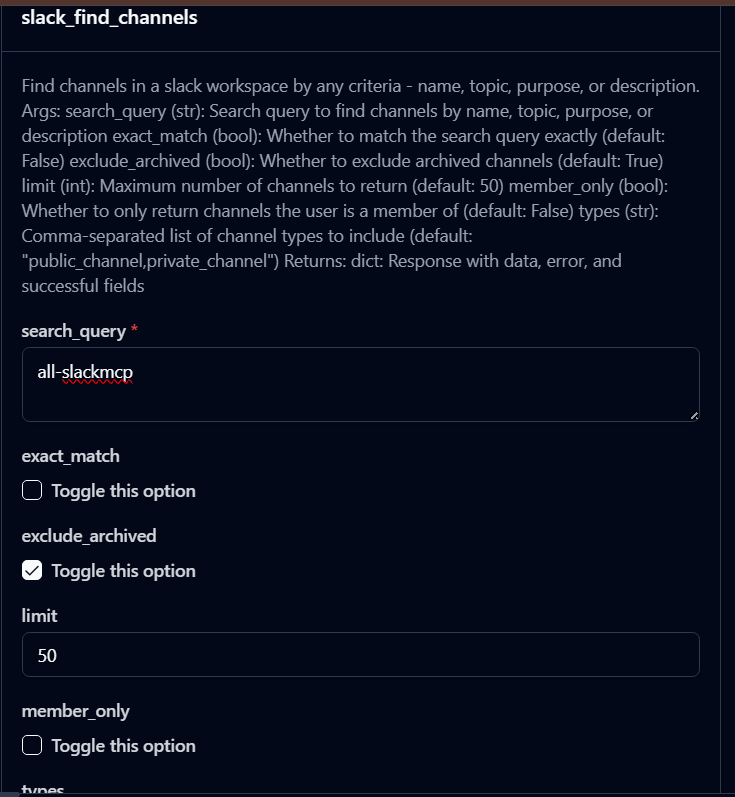 slack_find_channels
Find channels in a slack workspace by any criteria - name, topic, purpose, or description.
Args: search_query (str): Search query to find channels by name, topic, purpose, or
description exact_match (bool): Whether to match the search query exactly (default:
False) exclude_archived (bool): Whether to exclude archived channels (default: True)
limit (int): Maximum number of channels to return (default: 50) member_only (bool):
Whether to only return channels the user is a member of (default: False) types (str):
Comma-separated list of channel types to include (default:
"public_channel,private_channel") Returns: dict: Response with data, error, and
successful fields
search_query *
all-slackmcp
exact_match
Toggle this option
exclude_archived
Toggle this option
limit
50
member_only
Toggle this option
types